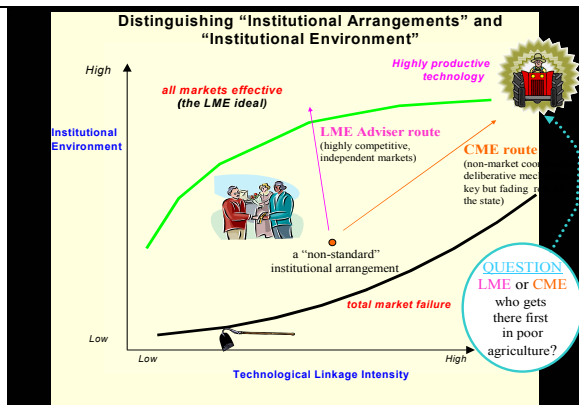 Distinguishing “Institutional Arrangements” and
“Institutional Environment”
High
Highly productive
technology
all markets effective
(the LME ideal)
Institutional
Environment
LME Adviser route
(highly competitive,
independent markets)
CME route
(non-market coor
deliberative mec
key but fading r
the state)
a “non-standard”
institutional arrangement
QUESTION
LME or CME
who gets
there first
in poor
agriculture?
total market failure
Low
Low
High
Technological Linkage Intensity